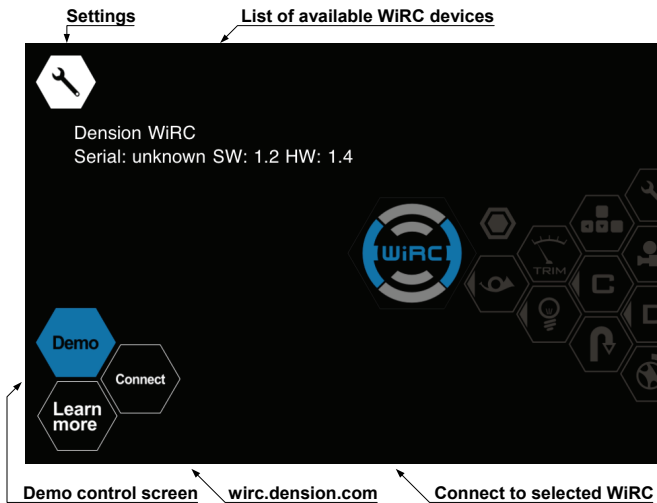 Settings
List of available WiRC devices
Dension WiRC
Serial: unknown SW: 1.2 HW: 1.4
WiRC
TRIM
C
Demo
Connect
Learn
more
Demo control screen
wirc.dension.com
Connect to selected WiRC